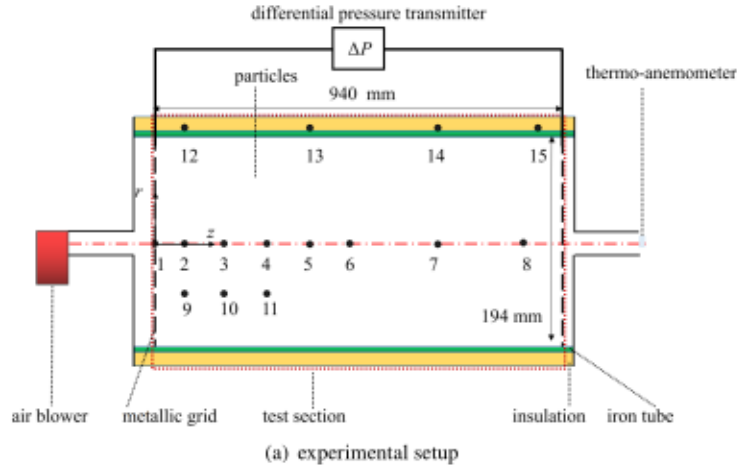 differential pressure transmitter
ΔP
particles
thermo-anemometer
940 mm
12 13 14 15
r
z
1 2 3 4 5 6 7 8
9 10 11
194 mm
air blower metallic grid test section insulation iron tube
(a) experimental setup